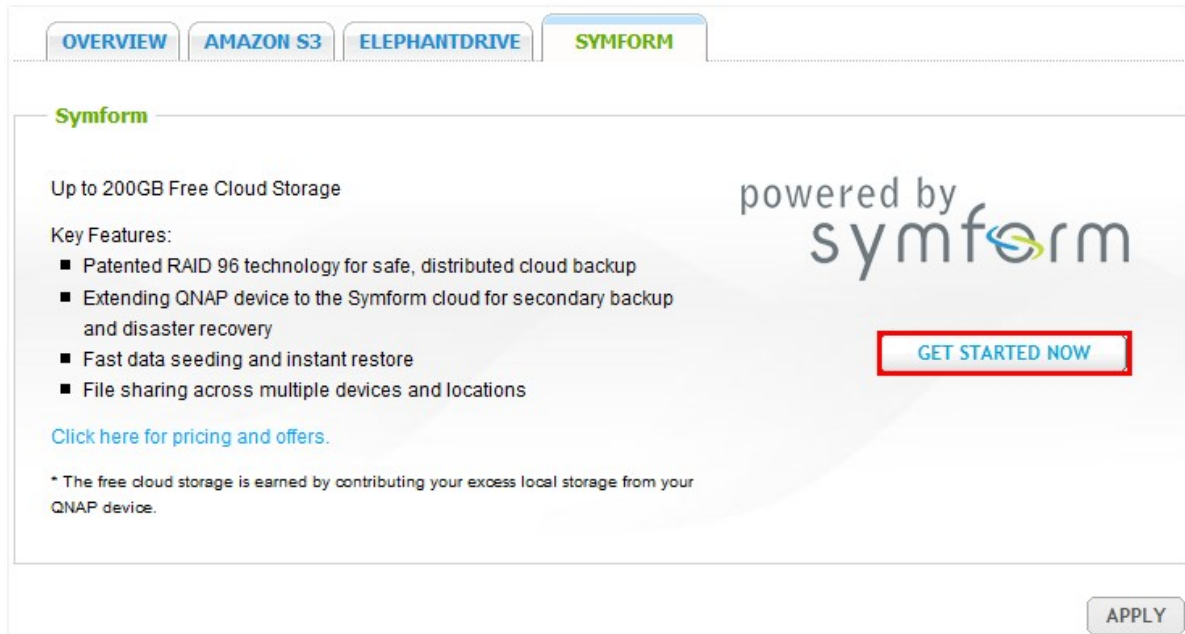 OVERVIEW AMAZON S3 ELEPHANTDRIVE SYMFORM
Symform
Up to 200GB Free Cloud Storage
Key Features:
Patented RAID 96 technology for safe, distributed cloud backup
Extending QNAP device to the Symform cloud for secondary backup
and disaster recovery
Fast data seeding and instant restore
File sharing across multiple devices and locations
Click here for pricing and offers.
* The free cloud storage is earned by contributing your excess local storage from your
QNAP device.
powered by
symform
GET STARTED NOW
APPLY